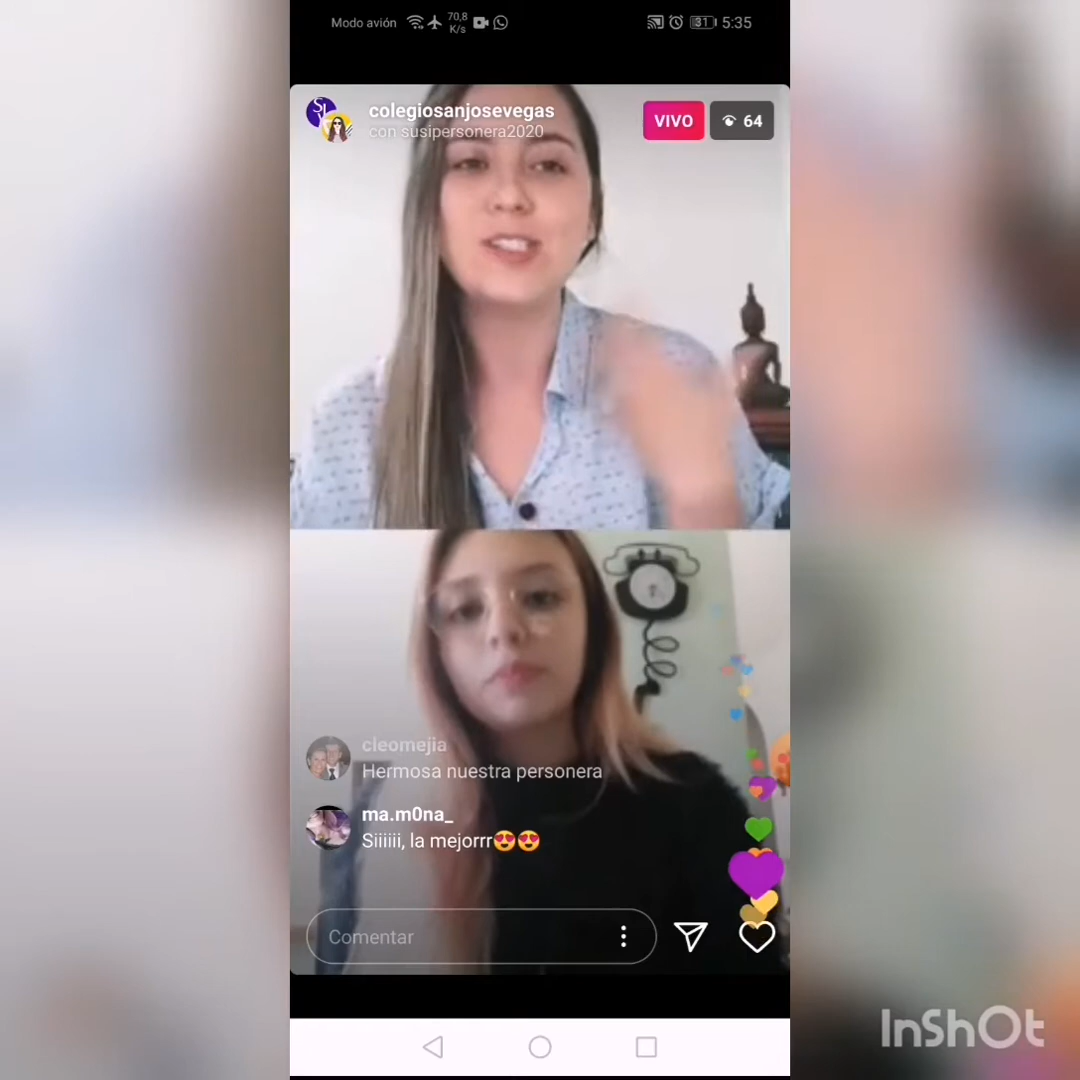 Modo avión
70,8
K/s
31
5:35
colegiosanjosevegas
con susipersonera2020
VIVO
64
cleomejia
Hermosa nuestra personera
ma.m0na_
Siiiiii, la mejorrr😍😍
Comentar
InShOt